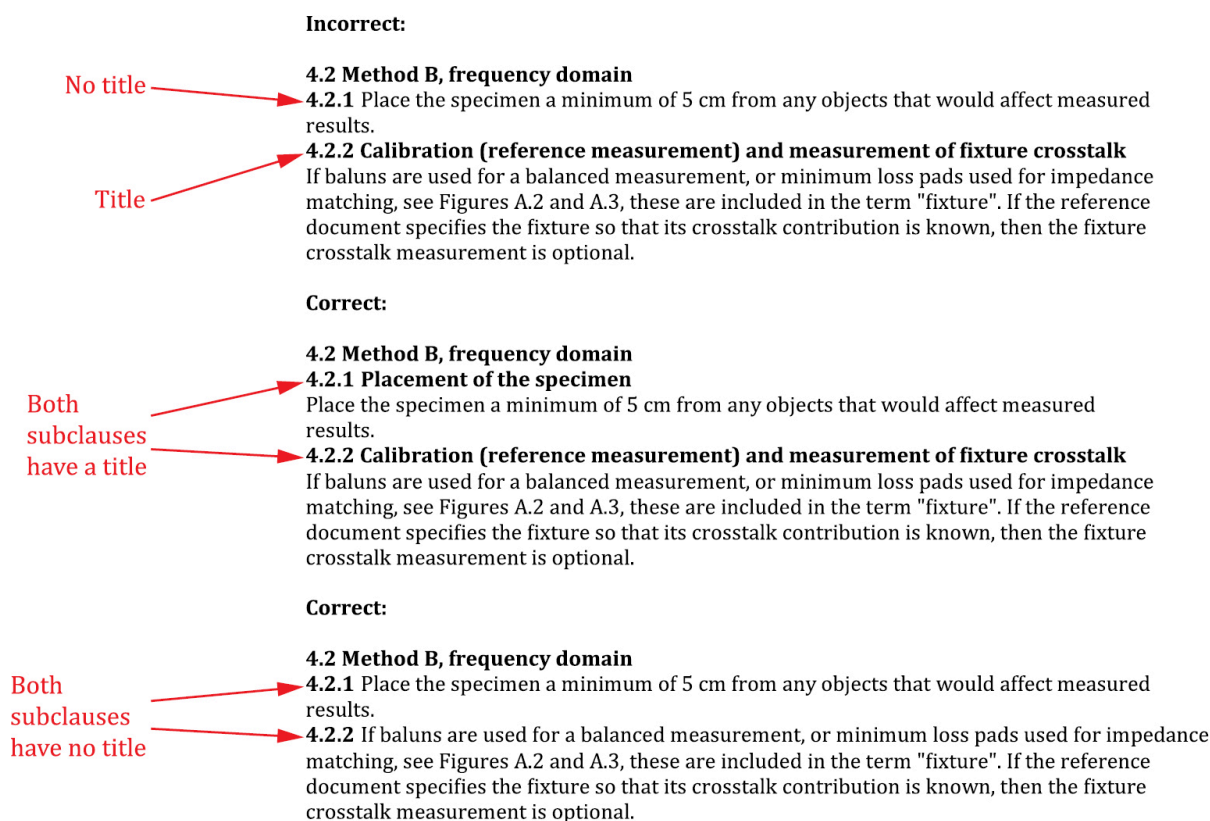 Incorrect:
4.2 Method B, frequency domain
No title
4.2.1 Place the specimen a minimum of 5 cm from any objects that would affect measured
results.
4.2.2 Calibration (reference measurement) and measurement of fixture crosstalk
Title
If baluns are used for a balanced measurement, or minimum loss pads used for impedance
matching, see Figures A.2 and A.3, these are included in the term "fixture". If the reference
document specifies the fixture so that its crosstalk contribution is known, then the fixture
crosstalk measurement is optional.
Correct:
4.2 Method B, frequency domain
4.2.1 Placement of the specimen
Both
subclauses
have a title
Place the specimen a minimum of 5 cm from any objects that would affect measured
results.
4.2.2 Calibration (reference measurement) and measurement of fixture crosstalk
If baluns are used for a balanced measurement, or minimum loss pads used for impedance
matching, see Figures A.2 and A.3, these are included in the term "fixture". If the reference
document specifies the fixture so that its crosstalk contribution is known, then the fixture
crosstalk measurement is optional.
Correct:
4.2 Method B, frequency domain
Both
subclauses
have no title
4.2.1 Place the specimen a minimum of 5 cm from any objects that would affect measured
results.
4.2.2 If baluns are used for a balanced measurement, or minimum loss pads used for impedance
matching, see Figures A.2 and A.3, these are included in the term "fixture". If the reference
document specifies the fixture so that its crosstalk contribution is known, then the fixture
crosstalk measurement is optional.